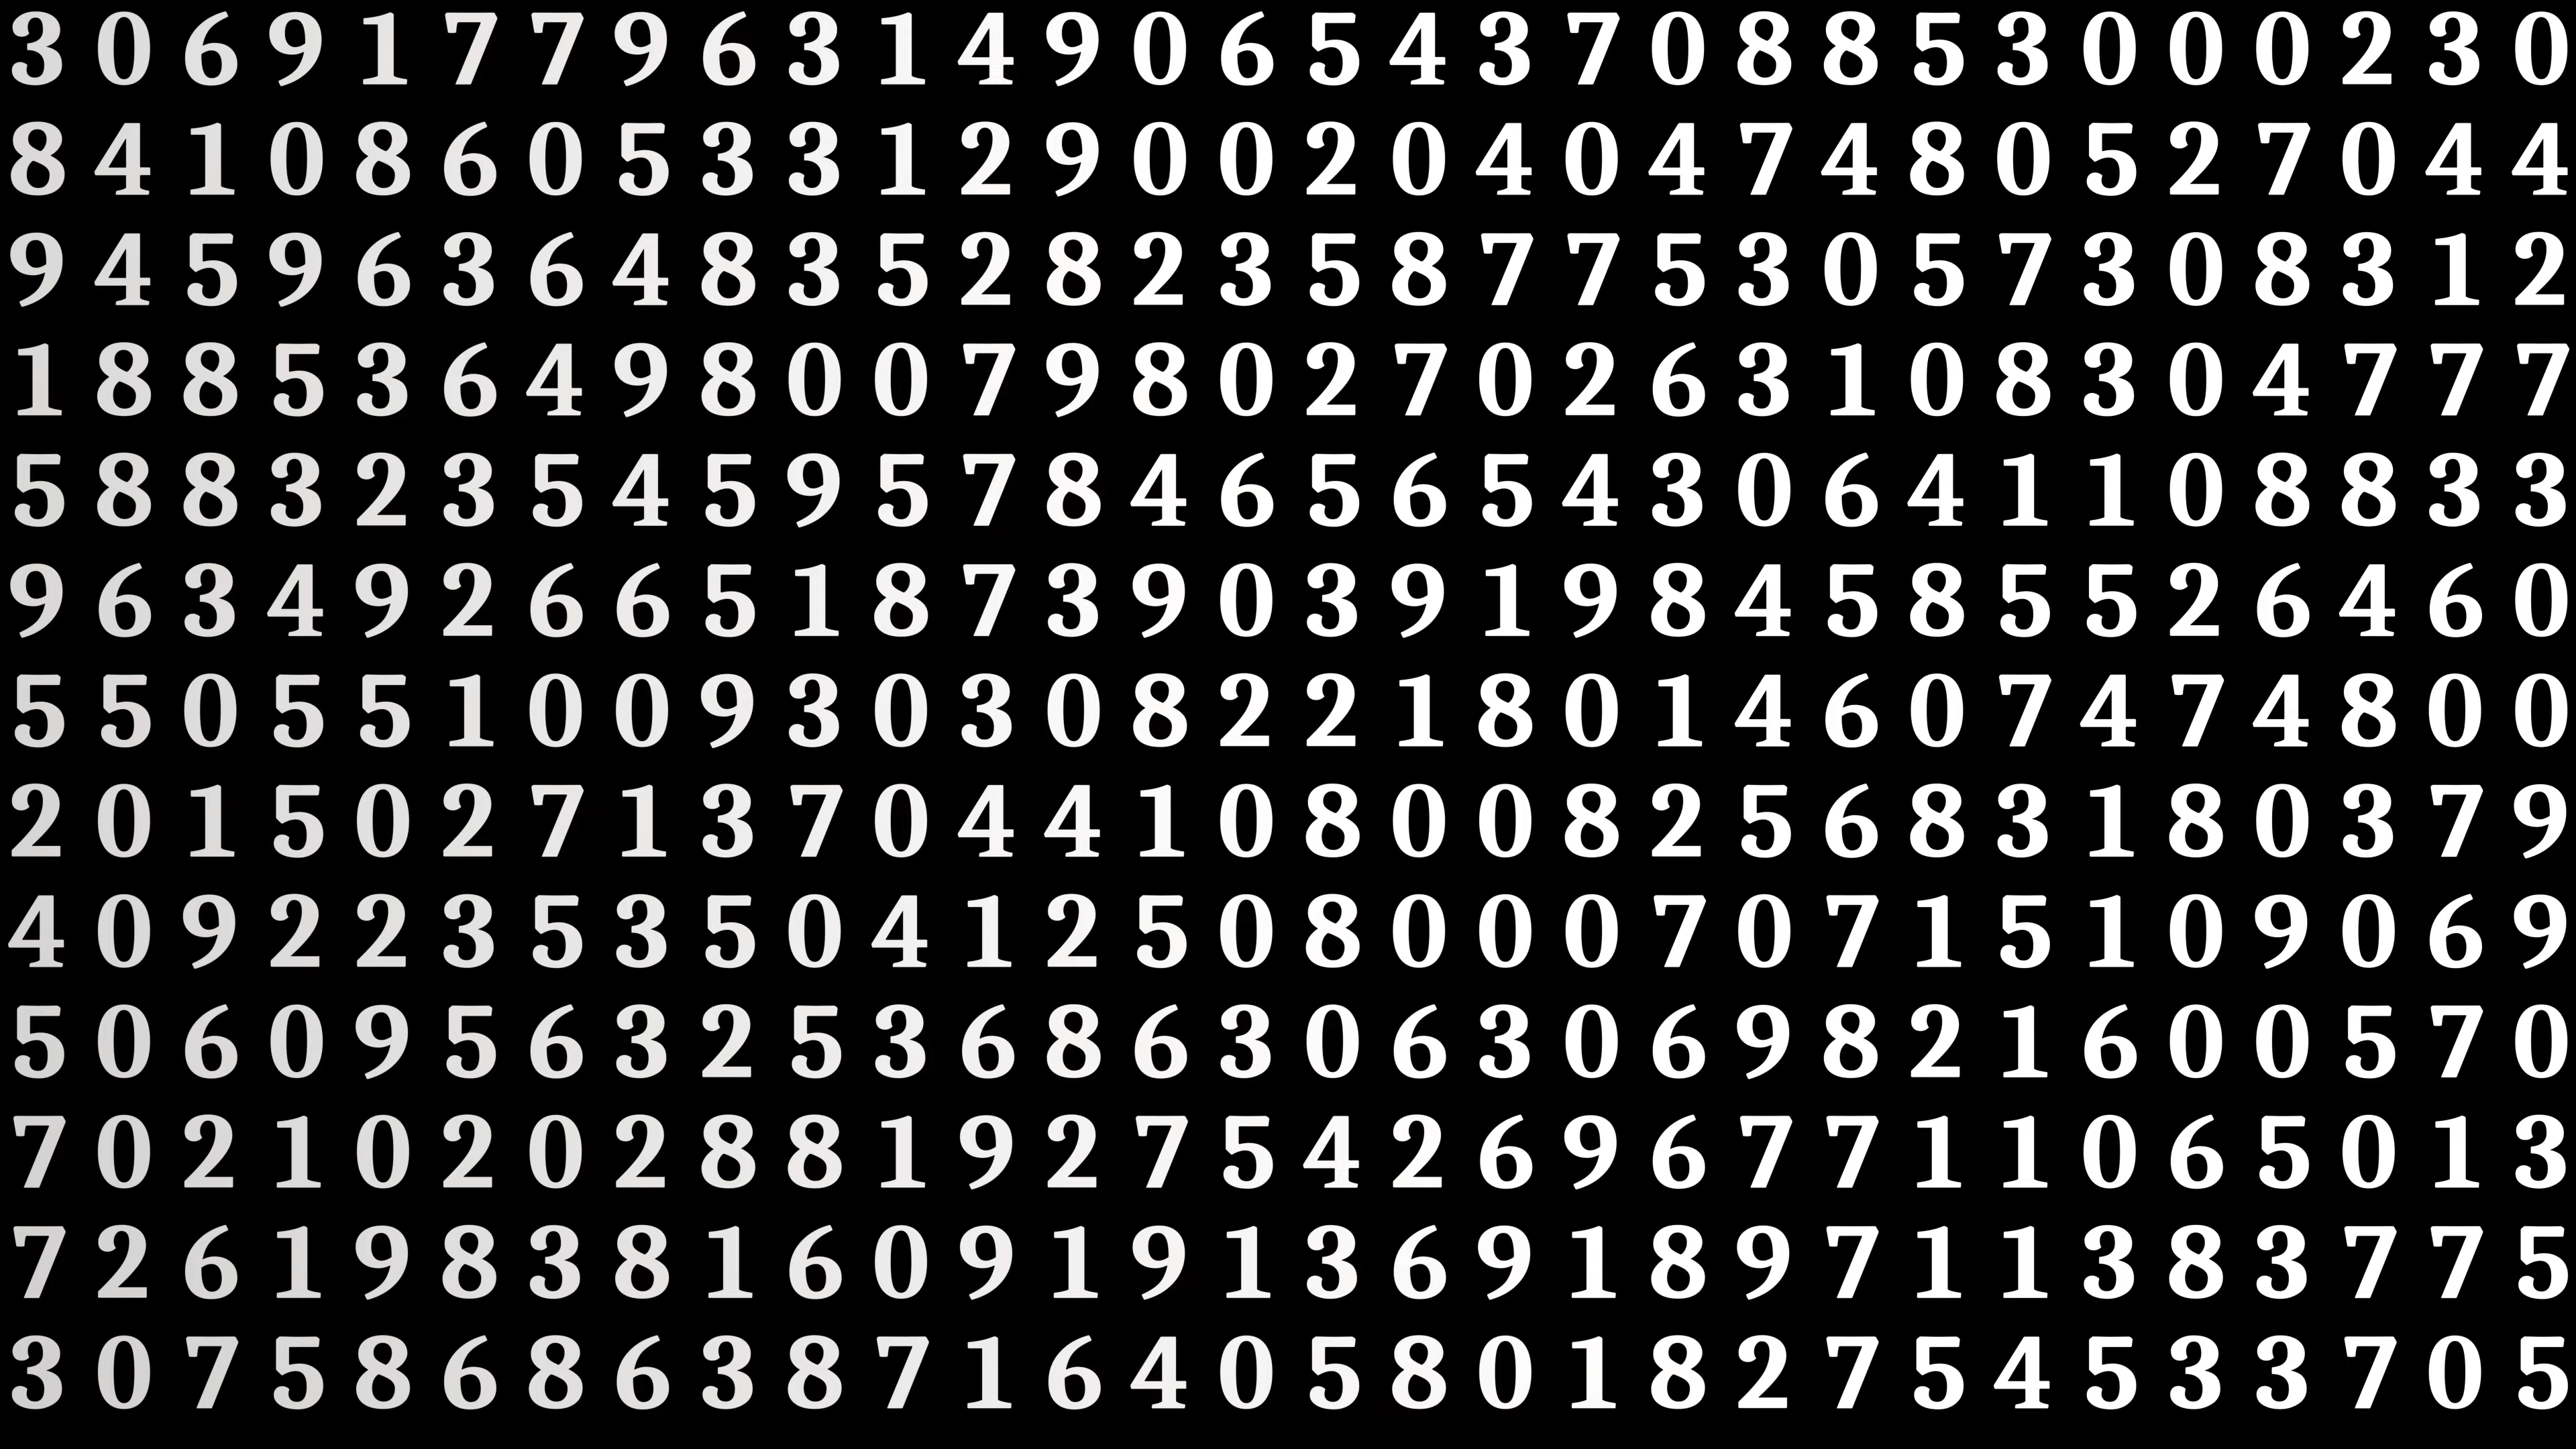 3 0 6 9 1 7 7 9 6 3 1 4 9 0 6 5 4 3 7 0 8 8 5 3 0 0 0 2 3 0
8 4 1 0 8 6 0 5 3 3 1 2 9 0 0 2 0 4 0 4 7 4 8 0 5 2 7 0 4 4
9 4 5 9 6 3 6 4 8 3 5 2 8 2 3 5 8 7 7 5 3 0 5 7 3 0 8 3 1 2
1 8 8 5 3 6 4 9 8 0 0 7 9 8 0 2 7 0 2 6 3 1 0 8 3 0 4 7 7 7
5 8 8 3 2 3 5 4 5 9 5 7 8 4 6 5 6 5 4 3 0 6 4 1 1 0 8 8 3 3
9 6 3 4 9 2 6 6 5 1 8 7 3 9 0 3 9 1 9 8 4 5 8 5 5 2 6 4 6 0
5 5 0 5 5 1 0 0 9 3 0 3 0 8 2 2 1 8 0 1 4 6 0 7 4 7 4 8 0 0
2 0 1 5 0 2 7 1 3 7 0 4 4 1 0 8 0 0 8 2 5 6 8 3 1 8 0 3 7 9
4 0 9 2 2 3 5 3 5 0 4 1 2 5 0 8 0 0 0 7 0 7 1 5 1 0 9 0 6 9
5 0 6 0 9 5 6 3 2 5 3 6 8 6 3 0 6 3 0 6 9 8 2 1 6 0 0 5 7 0
7 0 2 1 0 2 0 2 8 8 1 9 2 7 5 4 2 6 9 6 7 7 1 1 0 6 5 0 1 3
7 2 6 1 9 8 3 8 1 6 0 9 1 9 1 3 6 9 1 8 9 7 1 1 3 8 3 7 7 5
3 0 7 5 8 6 8 6 3 8 7 1 6 4 0 5 8 0 1 8 2 7 5 4 5 3 3 7 0 5